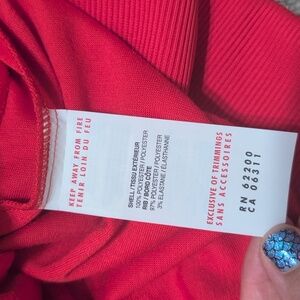 KEEP AWAY FROM FIRE
TENIR LOIN DU FEU
SHELL / TISSU EXTÉRIEUR
100% POLYESTER / POLYESTER
RIB / BORD CÔTE
97% POLYESTER / POLYESTER
3% ELASTANE / ÉLASTHANNE
EXCLUSIVE OF TRIMMINGS
SANS ACCESSOIRES
RN 62200
CA 06311